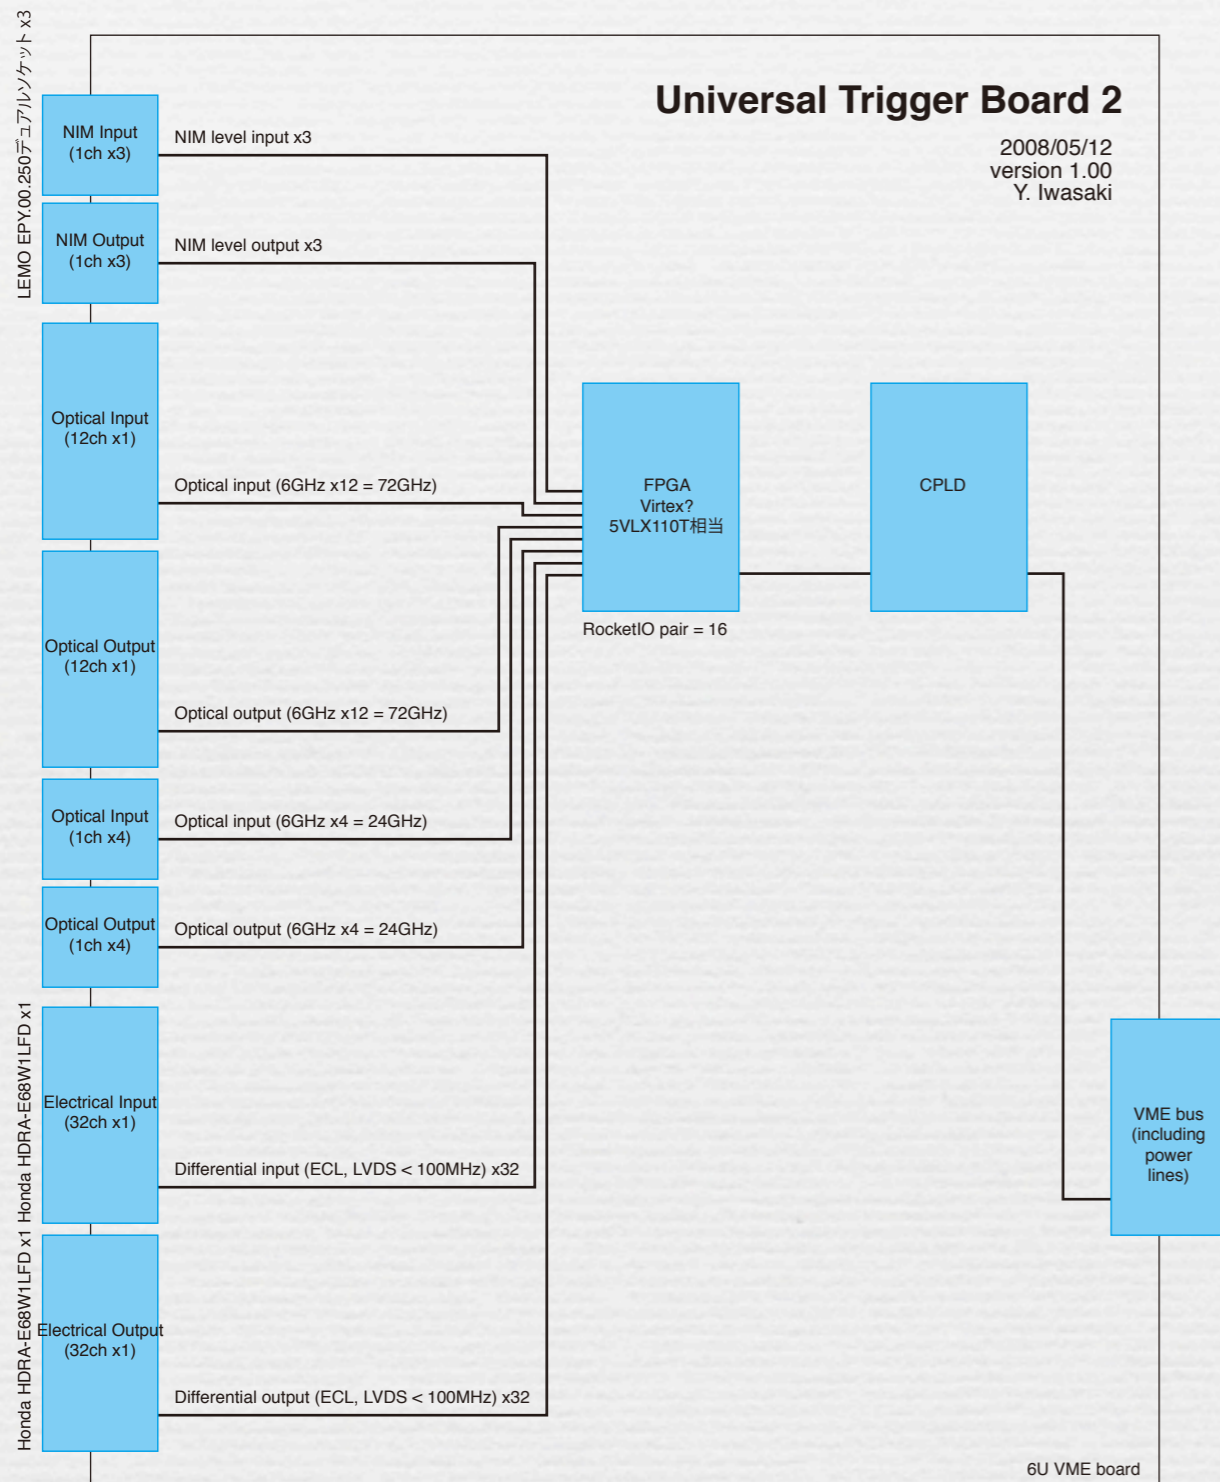 Universal Trigger Board 2
2008/05/12
version 1.00
Y. Iwasaki
LEMO EPY.00.250デュアルソケット x3
NIM Input
(1ch x3)
NIM level input x3
NIM Output
(1ch x3)
NIM level output x3
Optical Input
(12ch x1)
Optical input (6GHz x12 = 72GHz)
Optical Output
(12ch x1)
Optical output (6GHz x12 = 72GHz)
Optical Input
(1ch x4)
Optical input (6GHz x4 = 24GHz)
Optical Output
(1ch x4)
Optical output (6GHz x4 = 24GHz)
Honda HDRA-E68W1LFD x1
Electrical Input
(32ch x1)
Differential input (ECL, LVDS < 100MHz) x32
Honda HDRA-E68W1LFD x1
Electrical Output
(32ch x1)
Differential output (ECL, LVDS < 100MHz) x32
FPGA
Virtex?
5VLX110T相当
RocketIO pair = 16
CPLD
VME bus
(including
power
lines)
6U VME board